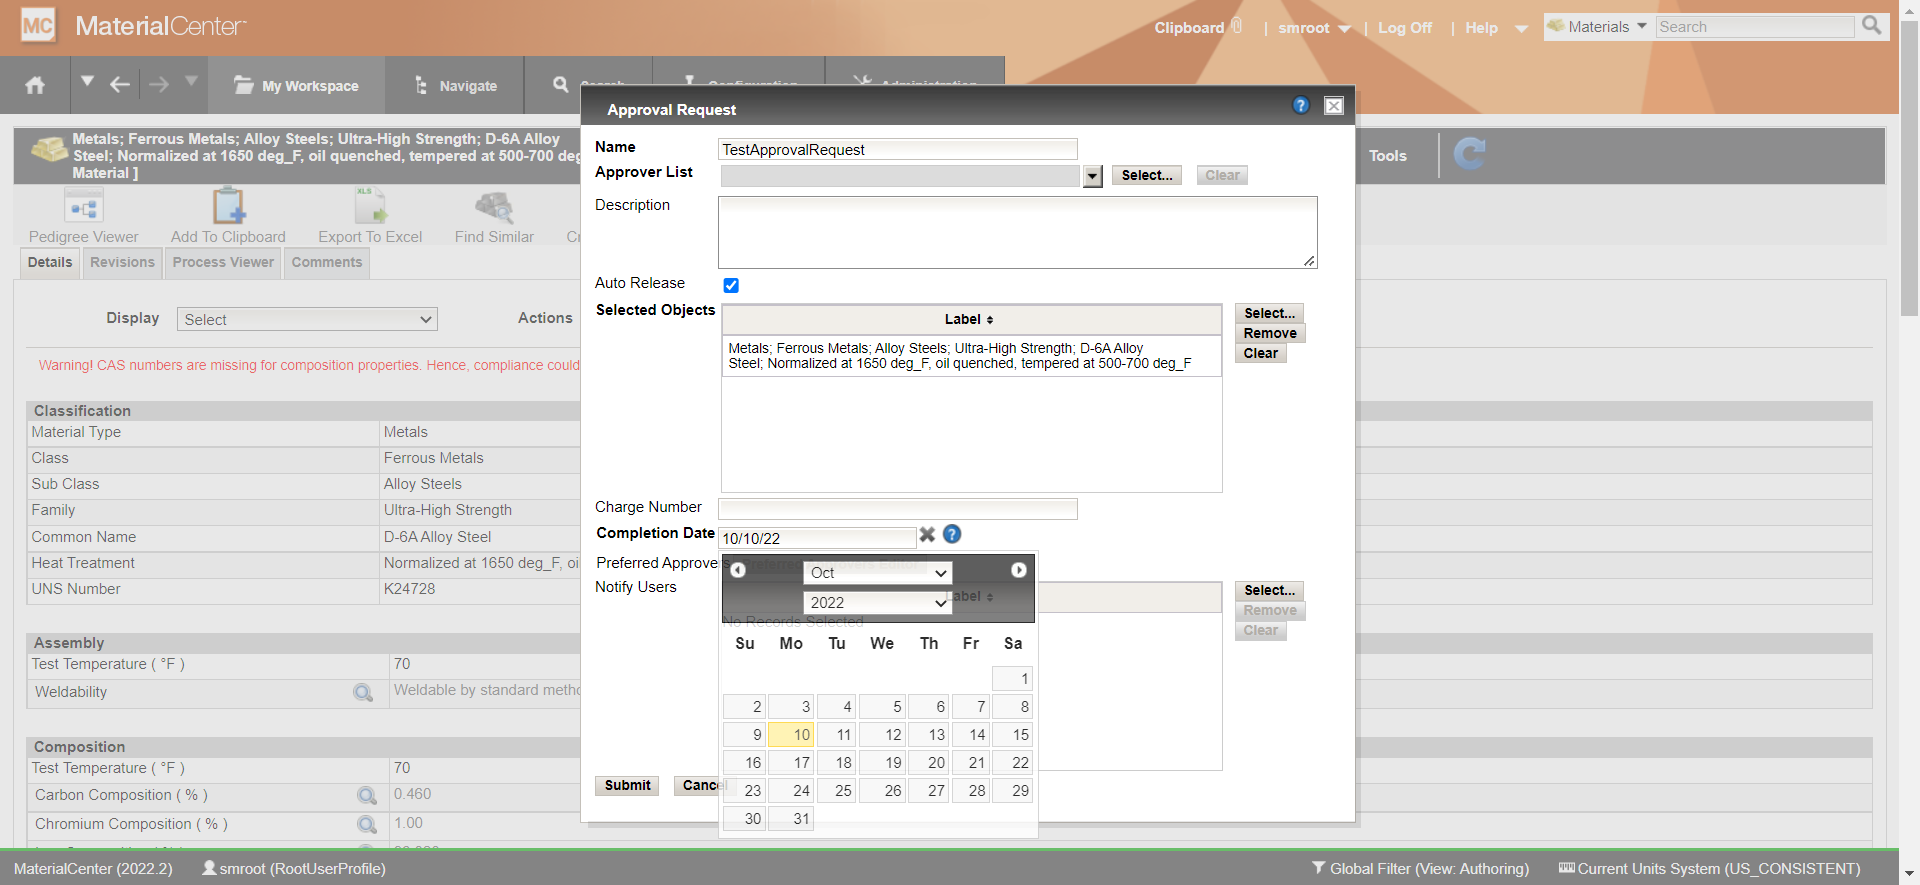 MC MaterialCenter
Clipboard | smroot | Log Off | Help Materials Search
My Workspace Navigate Search Configuration Administration
Approval Request
Metals; Ferrous Metals; Alloy Steels; Ultra-High Strength; D-6A Alloy
Steel; Normalized at 1650 deg_F, oil quenched, tempered at 500-700 deg
Material ]
Tools
Pedigree Viewer Add To Clipboard Export To Excel Find Similar
Details Revisions Process Viewer Comments
Display Select Actions
Warning! CAS numbers are missing for composition properties. Hence, compliance could
Classification
Material Type Metals
Class Ferrous Metals
Sub Class Alloy Steels
Family Ultra-High Strength
Common Name D-6A Alloy Steel
Heat Treatment Normalized at 1650 deg_F, oi
UNS Number K24728
Assembly
Test Temperature ( °F ) 70
Weldability Weldable by standard metho
Composition
Test Temperature ( °F ) 70
Carbon Composition ( % ) 0.460
Chromium Composition ( % ) 1.00
Name TestApprovalRequest
Approver List Select... Clear
Description
Auto Release
Selected Objects Label Select...
Remove
Clear
Metals; Ferrous Metals; Alloy Steels; Ultra-High Strength; D-6A Alloy
Steel; Normalized at 1650 deg_F, oil quenched, tempered at 500-700 deg_F
Charge Number
Completion Date 10/10/22
Preferred Approvers Preferred Approvers Editor
Notify Users Label Select...
Remove
Clear
No Records Selected
Oct
2022
Su Mo Tu We Th Fr Sa
1
2 3 4 5 6 7 8
9 10 11 12 13 14 15
16 17 18 19 20 21 22
23 24 25 26 27 28 29
30 31
Submit Cancel
MaterialCenter (2022.2) smroot (RootUserProfile) Global Filter (View: Authoring) Current Units System (US_CONSISTENT)